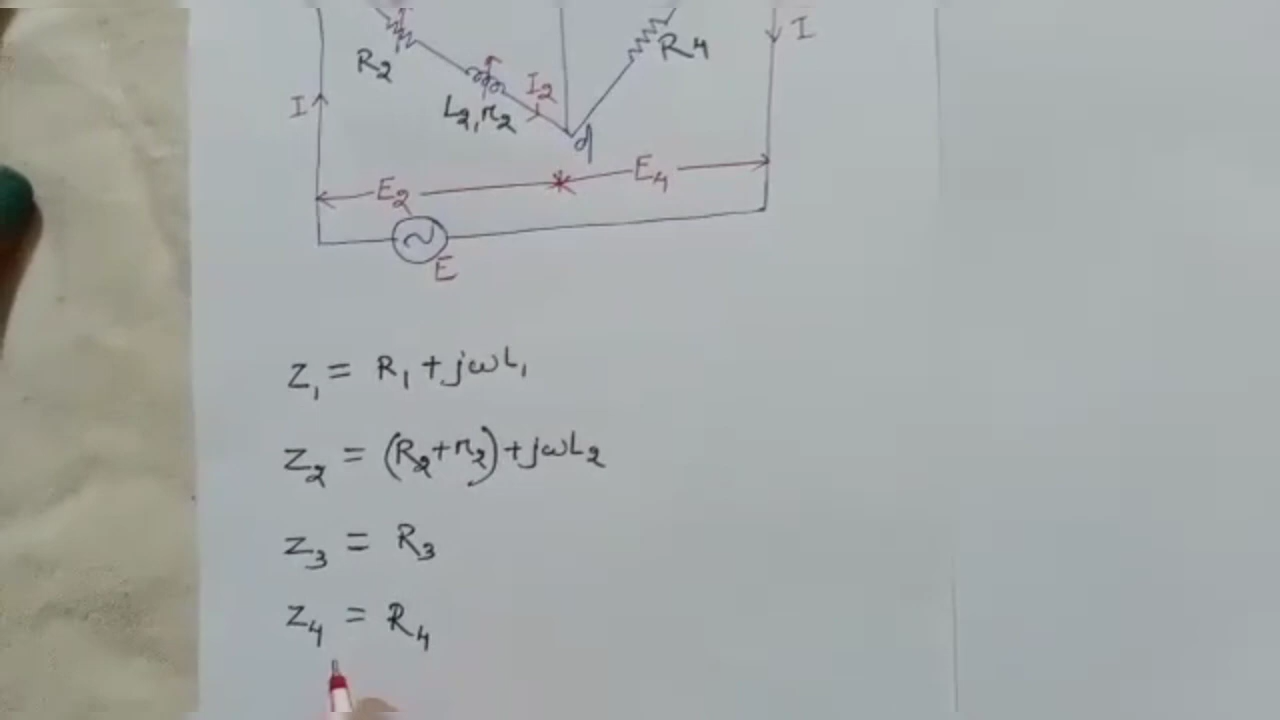 I
R2
R4
I
L2, r2
I2
d
E2
E4
E
Z1 = R1 + jωL1
Z2 = (R2+r2)+jωL2
Z3 = R3
Z4 = R4